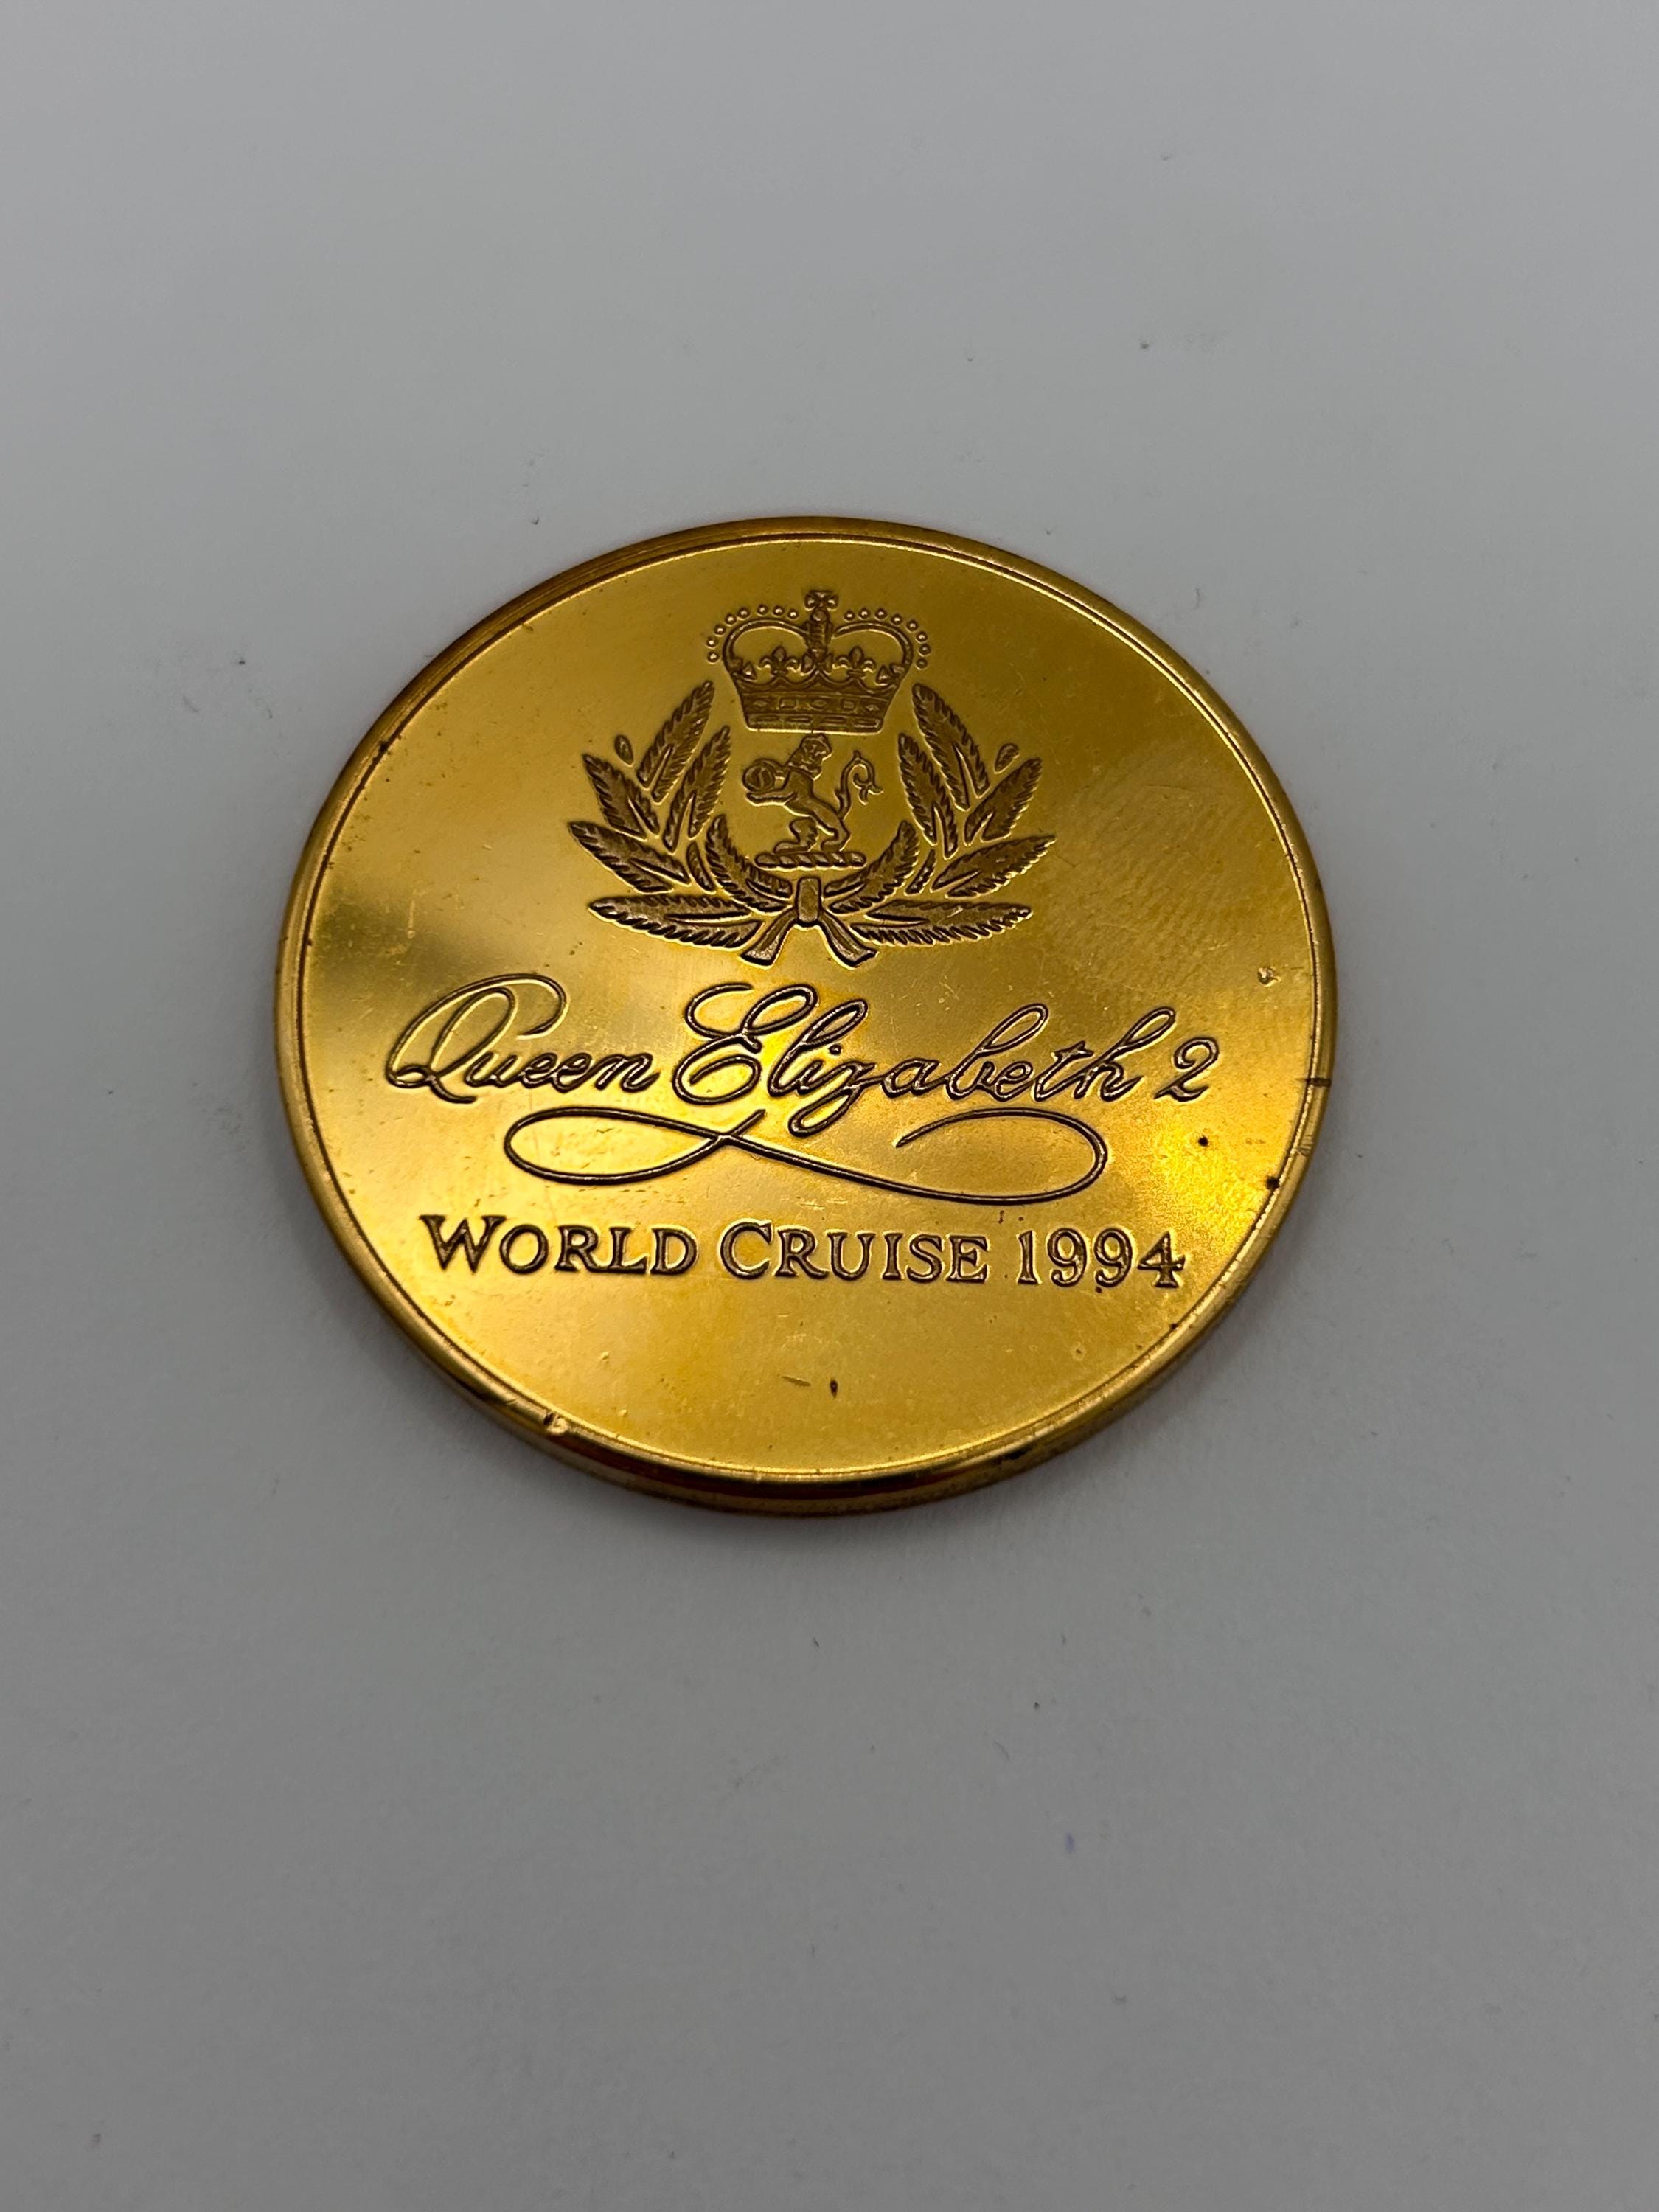 Queen Elizabeth 2
WORLD CRUISE 1994